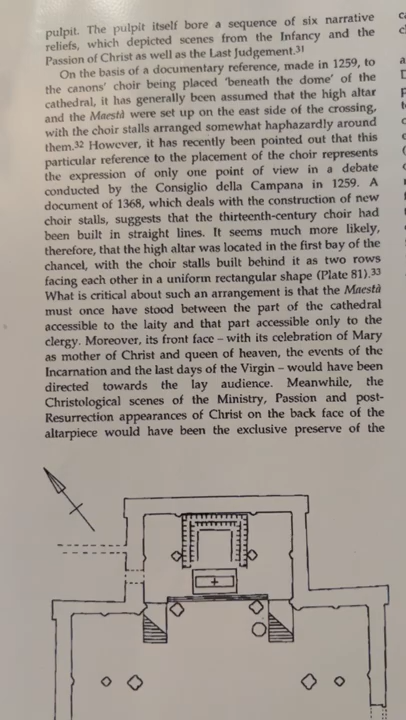 pulpit. The pulpit itself bore a sequence of six narrative
reliefs, which depicted scenes from the Infancy and the
Passion of Christ as well as the Last Judgement.31
On the basis of a documentary reference, made in 1259, to
the canons' choir being placed 'beneath the dome' of the
cathedral, it has generally been assumed that the high altar
and the Maestà were set up on the east side of the crossing,
with the choir stalls arranged somewhat haphazardly around
them.32 However, it has recently been pointed out that this
particular reference to the placement of the choir represents
the expression of only one point of view in a debate
conducted by the Consiglio della Campana in 1259. A
document of 1368, which deals with the construction of new
choir stalls, suggests that the thirteenth-century choir had
been built in straight lines. It seems much more likely,
therefore, that the high altar was located in the first bay of the
chancel, with the choir stalls built behind it as two rows
facing each other in a uniform rectangular shape (Plate 81).33
What is critical about such an arrangement is that the Maestà
must once have stood between the part of the cathedral
accessible to the laity and that part accessible only to the
clergy. Moreover, its front face – with its celebration of Mary
as mother of Christ and queen of heaven, the events of the
Incarnation and the last days of the Virgin – would have been
directed towards the lay audience. Meanwhile, the
Christological scenes of the Ministry, Passion and post-
Resurrection appearances of Christ on the back face of the
altarpiece would have been the exclusive preserve of the